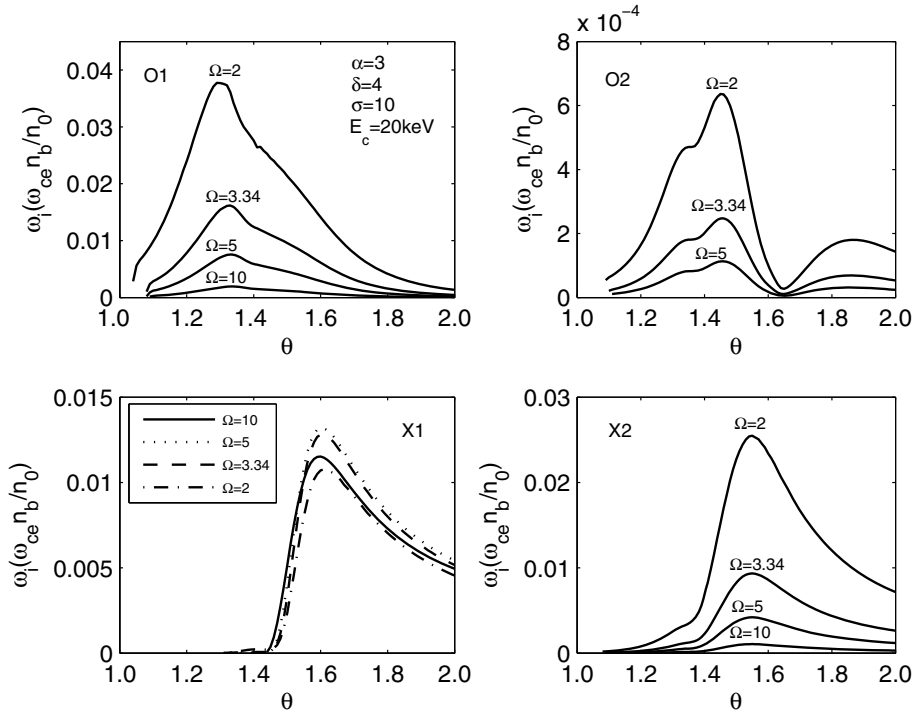 O1
Ω=2
α=3
δ=4
σ=10
E_c=20keV
Ω=3.34
Ω=5
Ω=10
0.04
0.03
0.02
0.01
0
ω_i(ω_ce n_b/n_0)
1.0 1.2 1.4 1.6 1.8 2.0
θ
x 10^−4
O2
Ω=2
Ω=3.34
Ω=5
8
6
4
2
0
ω_i(ω_ce n_b/n_0)
1.0 1.2 1.4 1.6 1.8 2.0
θ
X1
Ω=10
Ω=5
Ω=3.34
Ω=2
0.015
0.01
0.005
0
ω_i(ω_ce n_b/n_0)
1.0 1.2 1.4 1.6 1.8 2.0
θ
X2
Ω=2
Ω=3.34
Ω=5
Ω=10
0.03
0.02
0.01
0
ω_i(ω_ce n_b/n_0)
1.0 1.2 1.4 1.6 1.8 2.0
θ